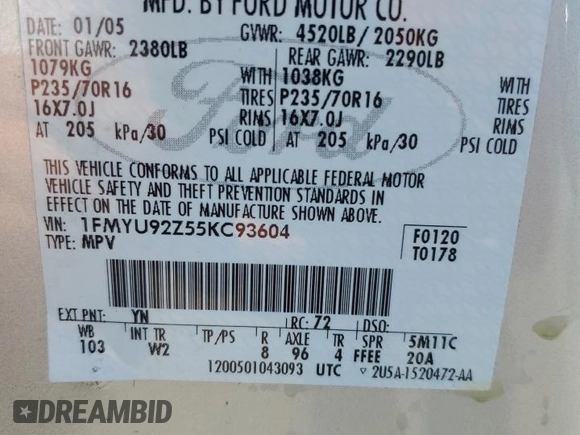 MFD. BY FORD MOTOR CO.
DATE: 01/05 GVWR: 4520LB / 2050KG
FRONT GAWR: 2380LB REAR GAWR: 2290LB
1079KG WITH 1038KG WITH
P235/70R16 TIRES P235/70R16 TIRES
16X7.0J RIMS 16X7.0J RIMS
AT 205 kPa/30 PSI COLD AT 205 kPa/30 PSI COLD
Ford
THIS VEHICLE CONFORMS TO ALL APPLICABLE FEDERAL MOTOR
VEHICLE SAFETY AND THEFT PREVENTION STANDARDS IN
EFFECT ON THE DATE OF MANUFACTURE SHOWN ABOVE.
VIN: 1FMYU92Z55KC93604
TYPE: MPV
F0120
T0178
EXT PNT: YN RC: 72 DSO:
WB INT TR TP/PS R AXLE TR SPR 5M11C
103 W2 8 96 4 FFEE 20A
1200501043093 UTC 2U5A-1520472-AA
DREAMBID